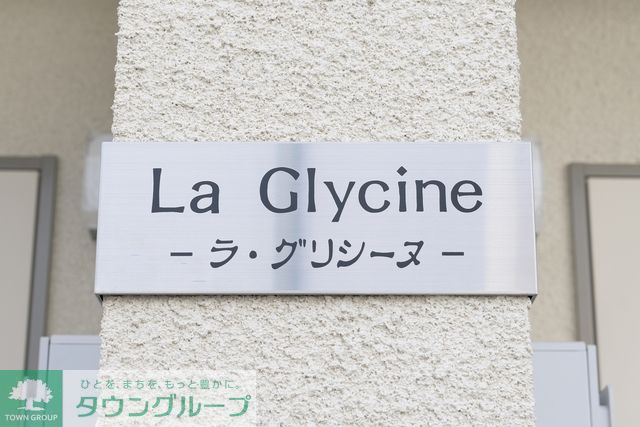 La Glycine
－ラ・グリシーヌ－
ひとを、まちを、もっと豊かに。
タウングループ
TOWN GROUP